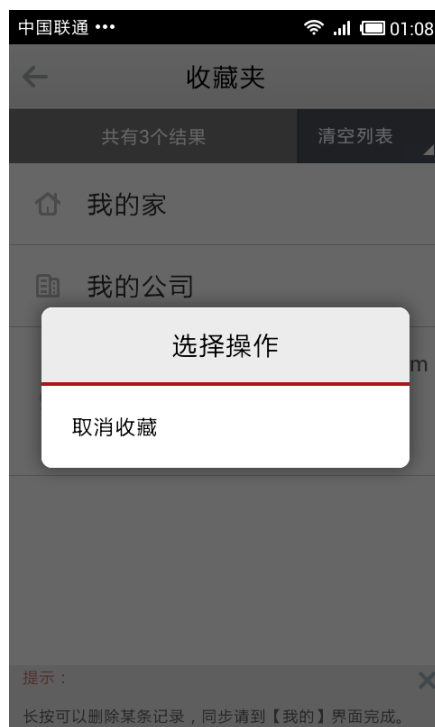 中国联通 ••• 01:08
收藏夹
共有3个结果 清空列表
我的家
我的公司
选择操作
m
取消收藏
提示：
长按可以删除某条记录，同步请到【我的】界面完成。